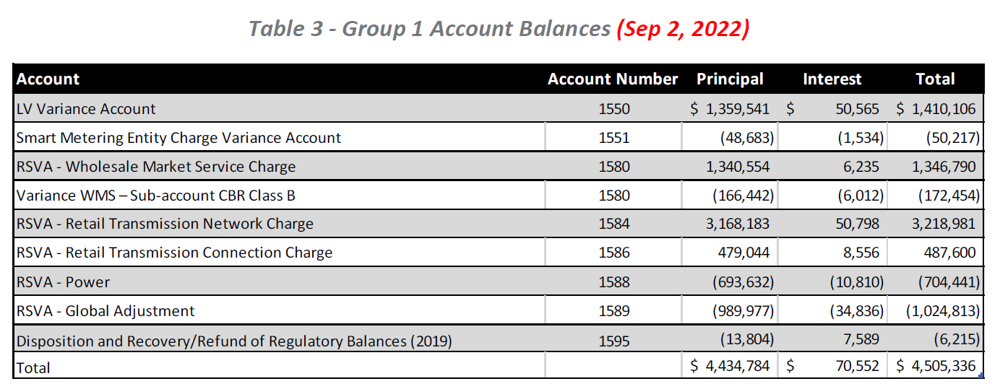 Table 3 - Group 1 Account Balances (Sep 2, 2022)
Account Account Number Principal Interest Total
LV Variance Account 1550 $ 1,359,541 $ 50,565 $ 1,410,106
Smart Metering Entity Charge Variance Account 1551 (48,683) (1,534) (50,217)
RSVA - Wholesale Market Service Charge 1580 1,340,554 6,235 1,346,790
Variance WMS – Sub-account CBR Class B 1580 (166,442) (6,012) (172,454)
RSVA - Retail Transmission Network Charge 1584 3,168,183 50,798 3,218,981
RSVA - Retail Transmission Connection Charge 1586 479,044 8,556 487,600
RSVA - Power 1588 (693,632) (10,810) (704,441)
RSVA - Global Adjustment 1589 (989,977) (34,836) (1,024,813)
Disposition and Recovery/Refund of Regulatory Balances (2019) 1595 (13,804) 7,589 (6,215)
Total $ 4,434,784 $ 70,552 $ 4,505,336